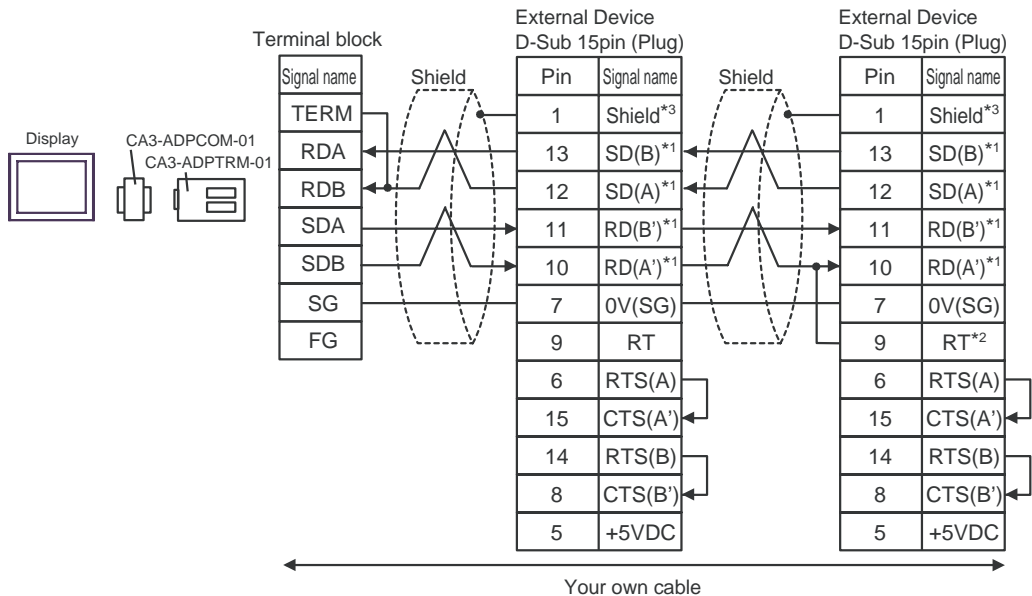 External Device
D-Sub 15pin (Plug)
External Device
D-Sub 15pin (Plug)
Terminal block
Display
CA3-ADPCOM-01
CA3-ADPTRM-01
Signal name
Shield
Pin Signal name
Shield
Pin Signal name
TERM 1 Shield*3 1 Shield*3
RDA 13 SD(B)*1 13 SD(B)*1
RDB 12 SD(A)*1 12 SD(A)*1
SDA 11 RD(B’)*1 11 RD(B’)*1
SDB 10 RD(A’)*1 10 RD(A’)*1
SG 7 0V(SG) 7 0V(SG)
FG 9 RT 9 RT*2
6 RTS(A) 6 RTS(A)
15 CTS(A’) 15 CTS(A’)
14 RTS(B) 14 RTS(B)
8 CTS(B’) 8 CTS(B’)
5 +5VDC 5 +5VDC
Your own cable